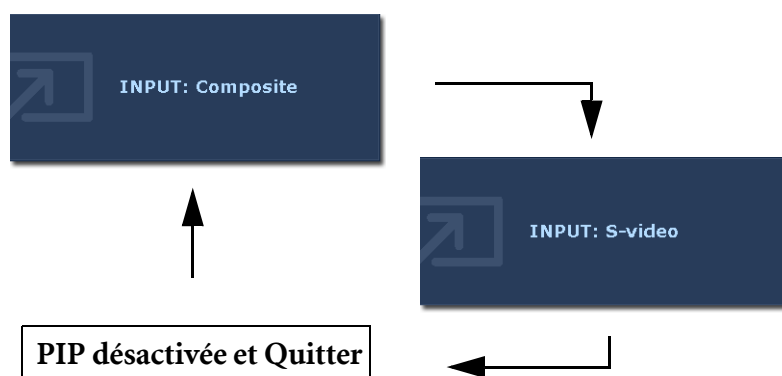 INPUT: Composite
INPUT: S-video
PIP désactivée et Quitter